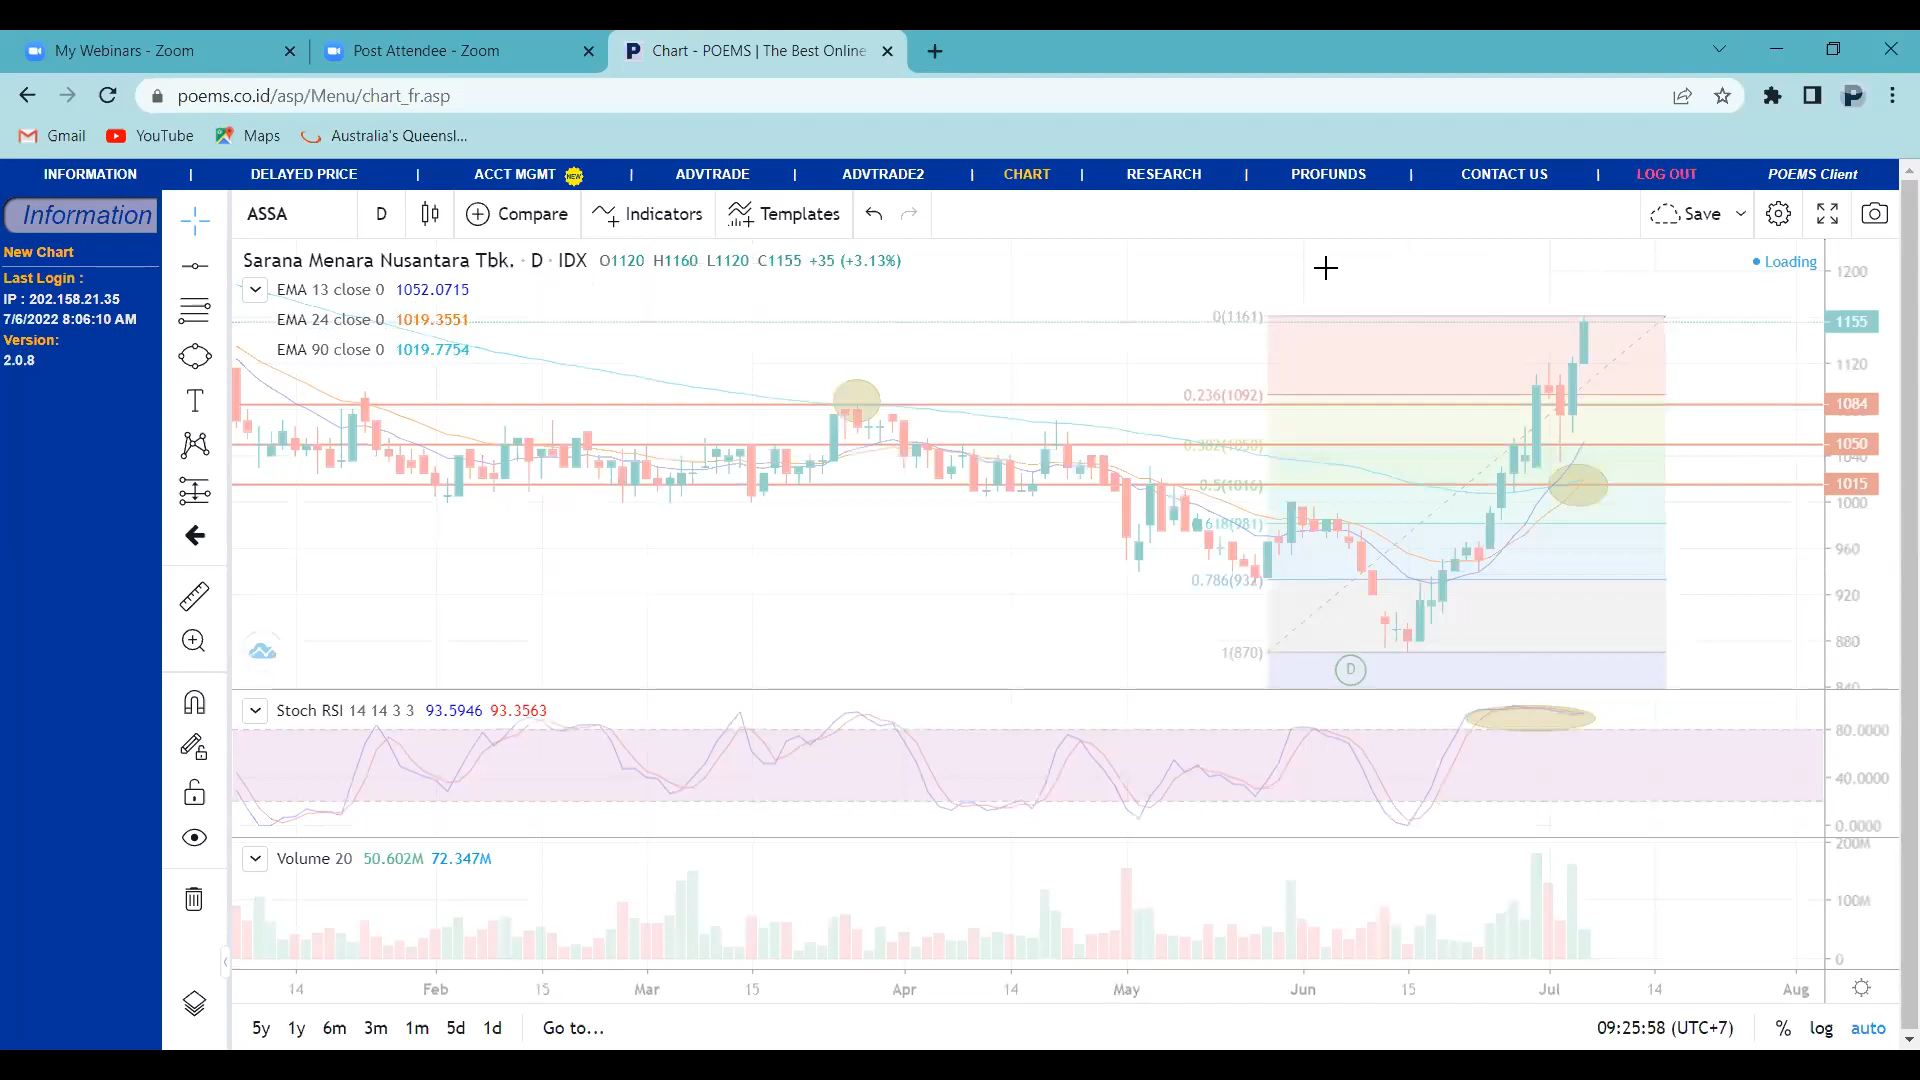 My Webinars - Zoom
Post Attendee - Zoom
Chart - POEMS | The Best Online
poems.co.id/asp/Menu/chart_fr.asp
Gmail
YouTube
Maps
Australia's Queensl...
INFORMATION | DELAYED PRICE | ACCT MGMT NEW | ADVTRADE | ADVTRADE2 | CHART | RESEARCH | PROFUNDS | CONTACT US | LOG OUT POEMS Client
Information
New Chart
Last Login :
IP : 202.158.21.35
7/6/2022 8:06:10 AM
Version:
2.0.8
ASSA D Compare Indicators Templates Save
Sarana Menara Nusantara Tbk. · D · IDX O1120 H1160 L1120 C1155 +35 (+3.13%)
Loading
EMA 13 close 0 1052.0715
EMA 24 close 0 1019.3551
EMA 90 close 0 1019.7754
0(1161)
0.236(1092)
0.382(1050)
0.5(1016)
0.618(981)
0.786(932)
1(870)
D
1200
1155
1120
1084
1050
1040
1015
1000
960
920
880
840
Stoch RSI 14 14 3 3 93.5946 93.3563
80.0000
40.0000
0.0000
Volume 20 50.602M 72.347M
200M
100M
0
14 Feb 15 Mar 15 Apr 14 May Jun 15 Jul 14 Aug
5y 1y 6m 3m 1m 5d 1d Go to...
09:25:58 (UTC+7) % log auto